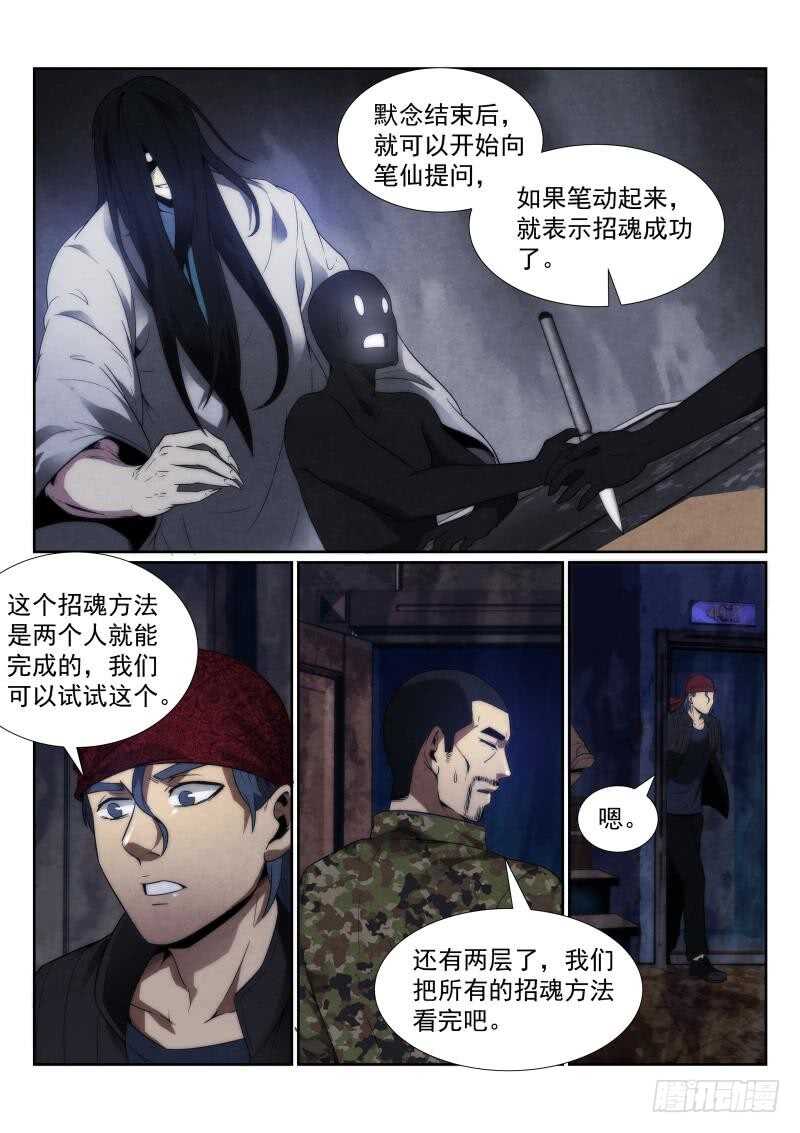 默念结束后，
就可以开始向
笔仙提问，
如果笔动起来，
就表示招魂成功
了。
这个招魂方法
是两个人就能
完成的，我们
可以试试这个。
还有两层了，我们
把所有的招魂方法
看完吧。
嗯。
腾讯动漫